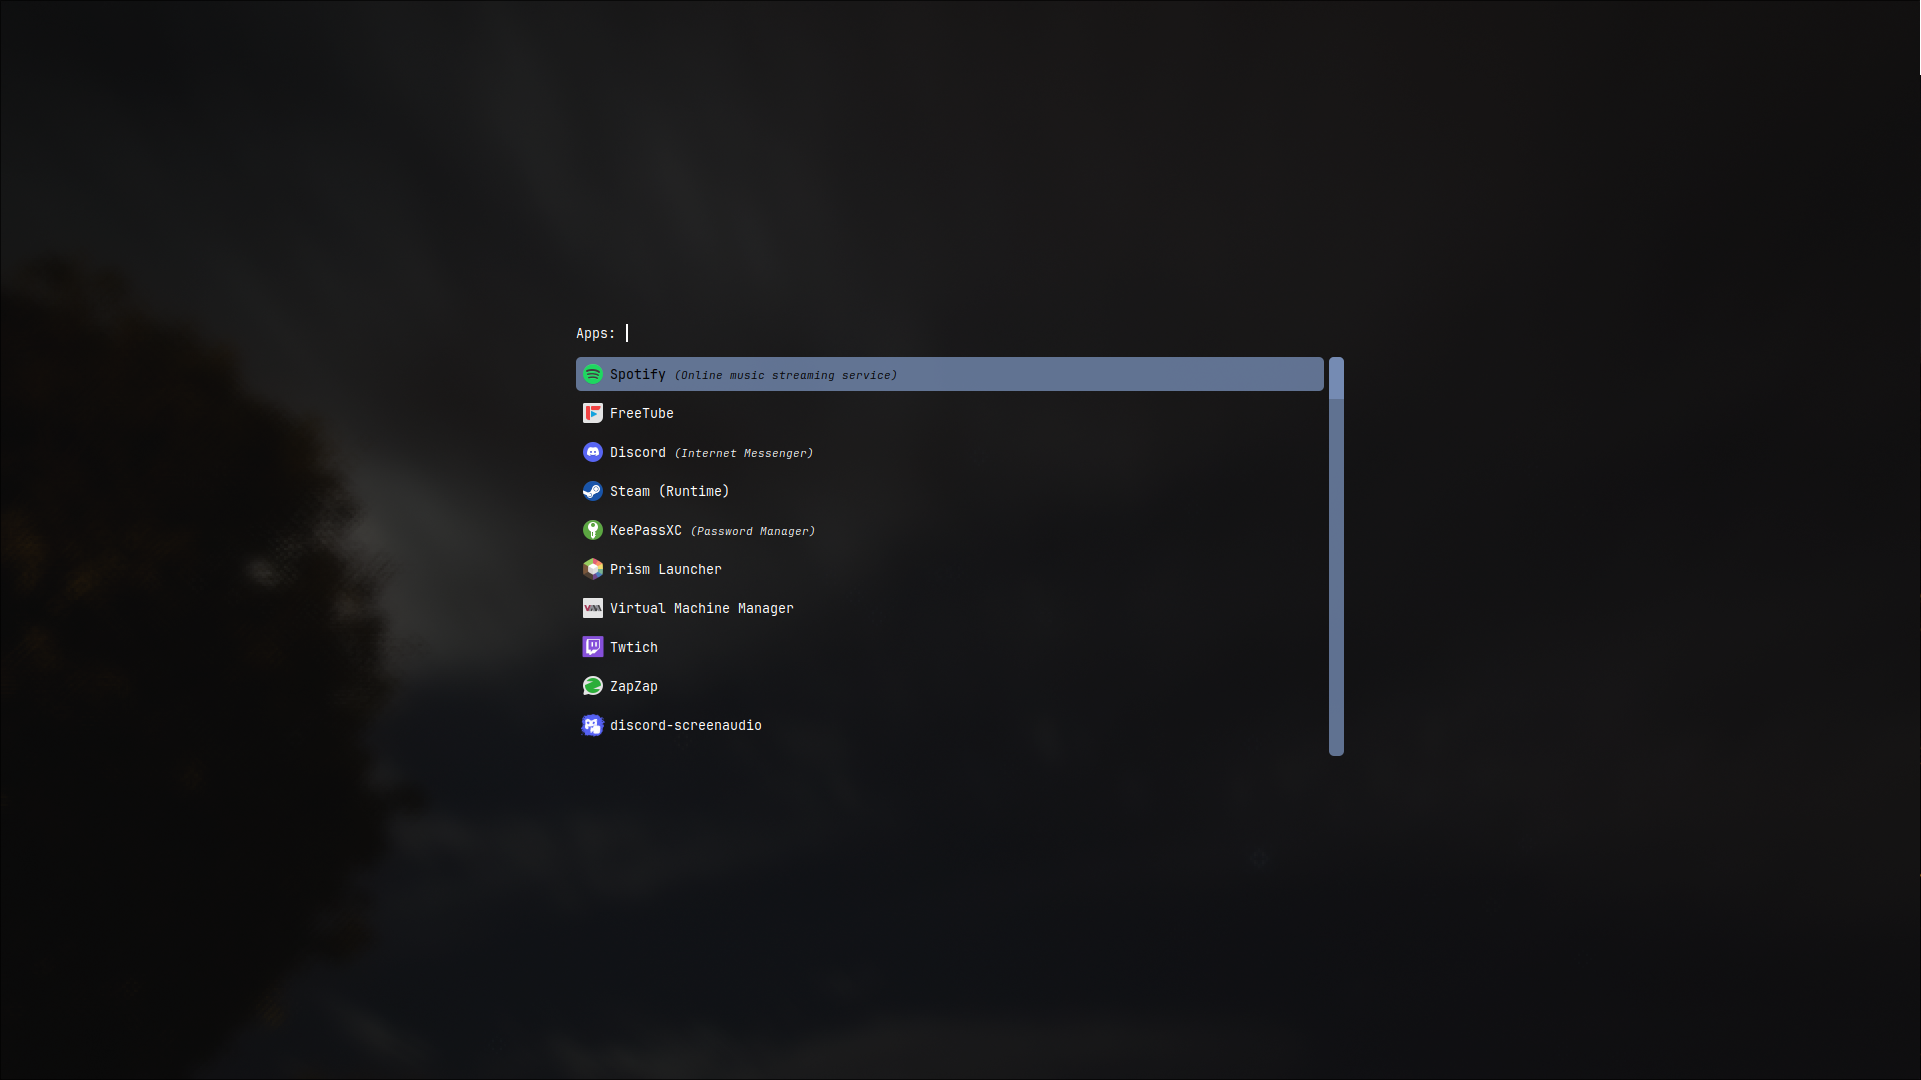 Apps:
Spotify (Online music streaming service)
FreeTube
Discord (Internet Messenger)
Steam (Runtime)
KeePassXC (Password Manager)
Prism Launcher
Virtual Machine Manager
Twtich
ZapZap
discord-screenaudio